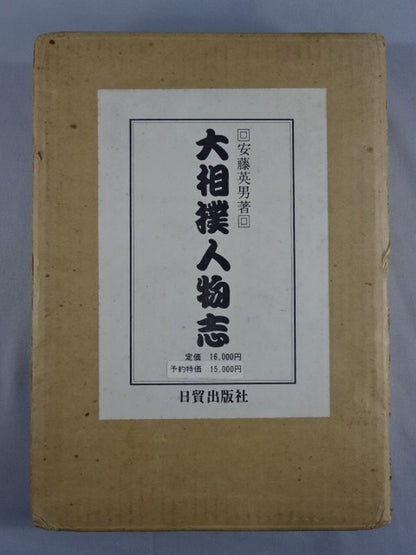 回安藤英男著回
大相撲人物志
定価 16,000円
予約特価 15,000円
日貿出版社